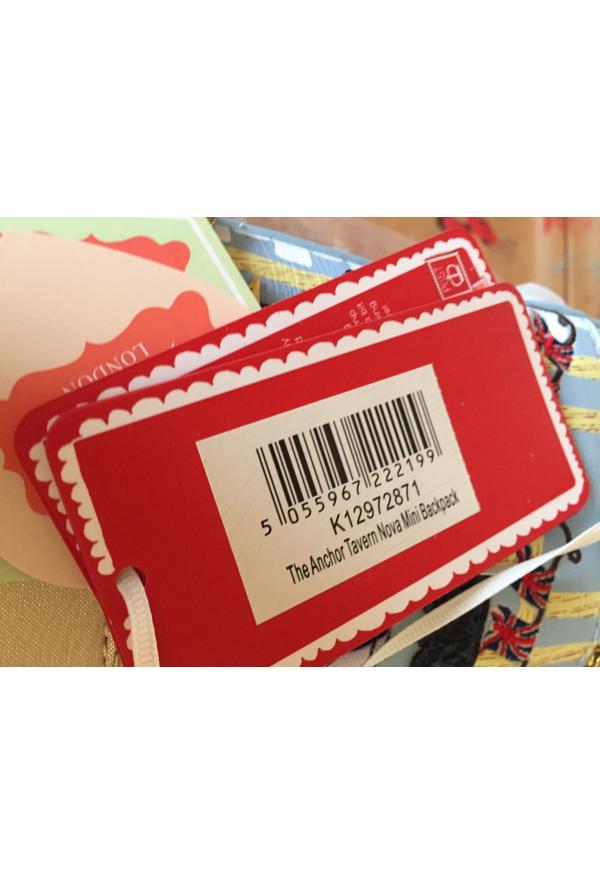 LONDON
5 055967 222199
K12972871
The Anchor Tavern Nova Mini Backpack